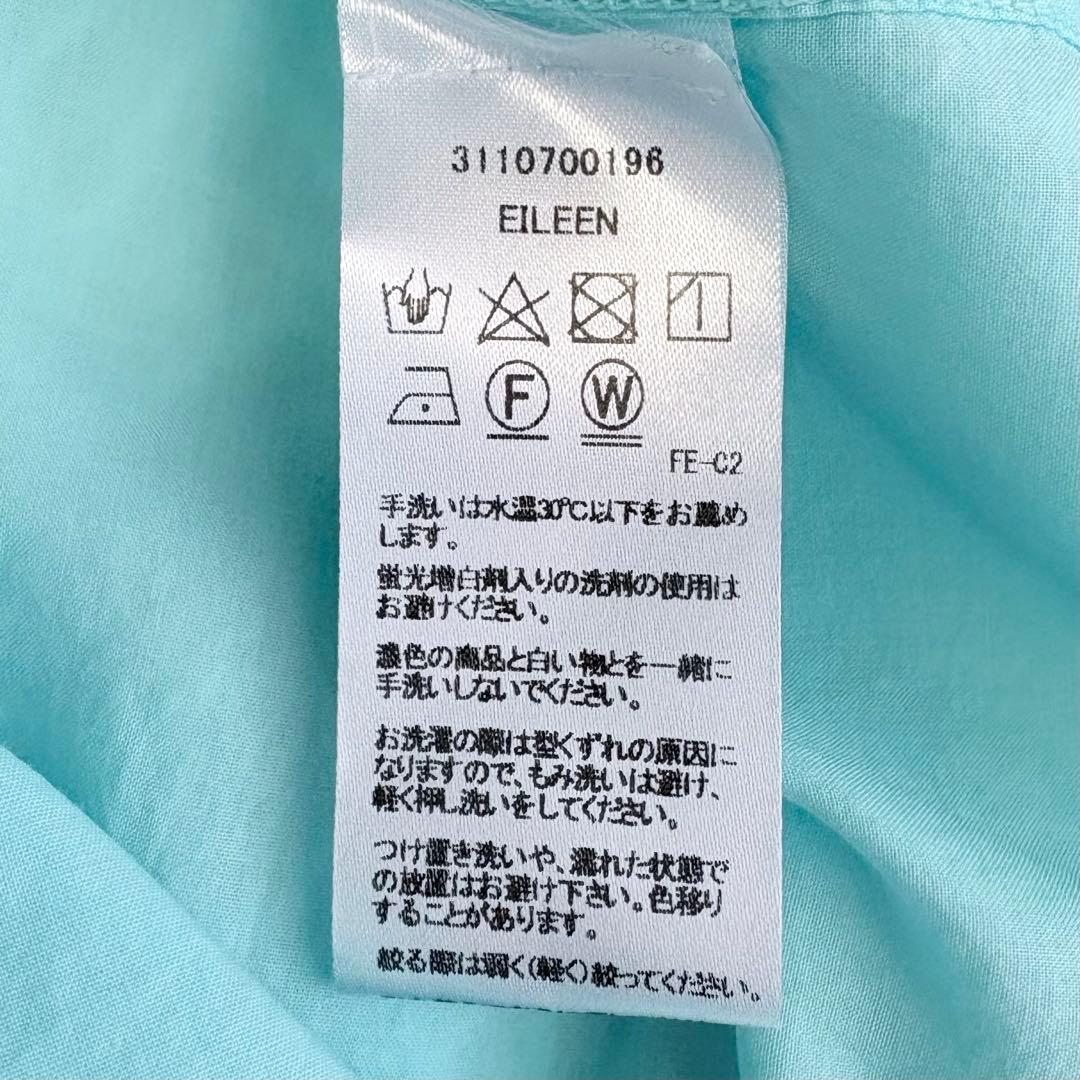 3110700196
EILEEN
F W
FE-C2
手洗いは水温30℃以下をお薦め
します。
蛍光増白剤入りの洗剤の使用は
お避けください。
濃色の商品と白い物とを一緒に
手洗いしないでください。
お洗濯の際は型くずれの原因に
なりますので、もみ洗いは避け、
軽く押し洗いをしてください。
つけ置き洗いや、濡れた状態で
の放置はお避け下さい。色移り
することがあります。
絞る際は弱く(軽く)絞ってください。